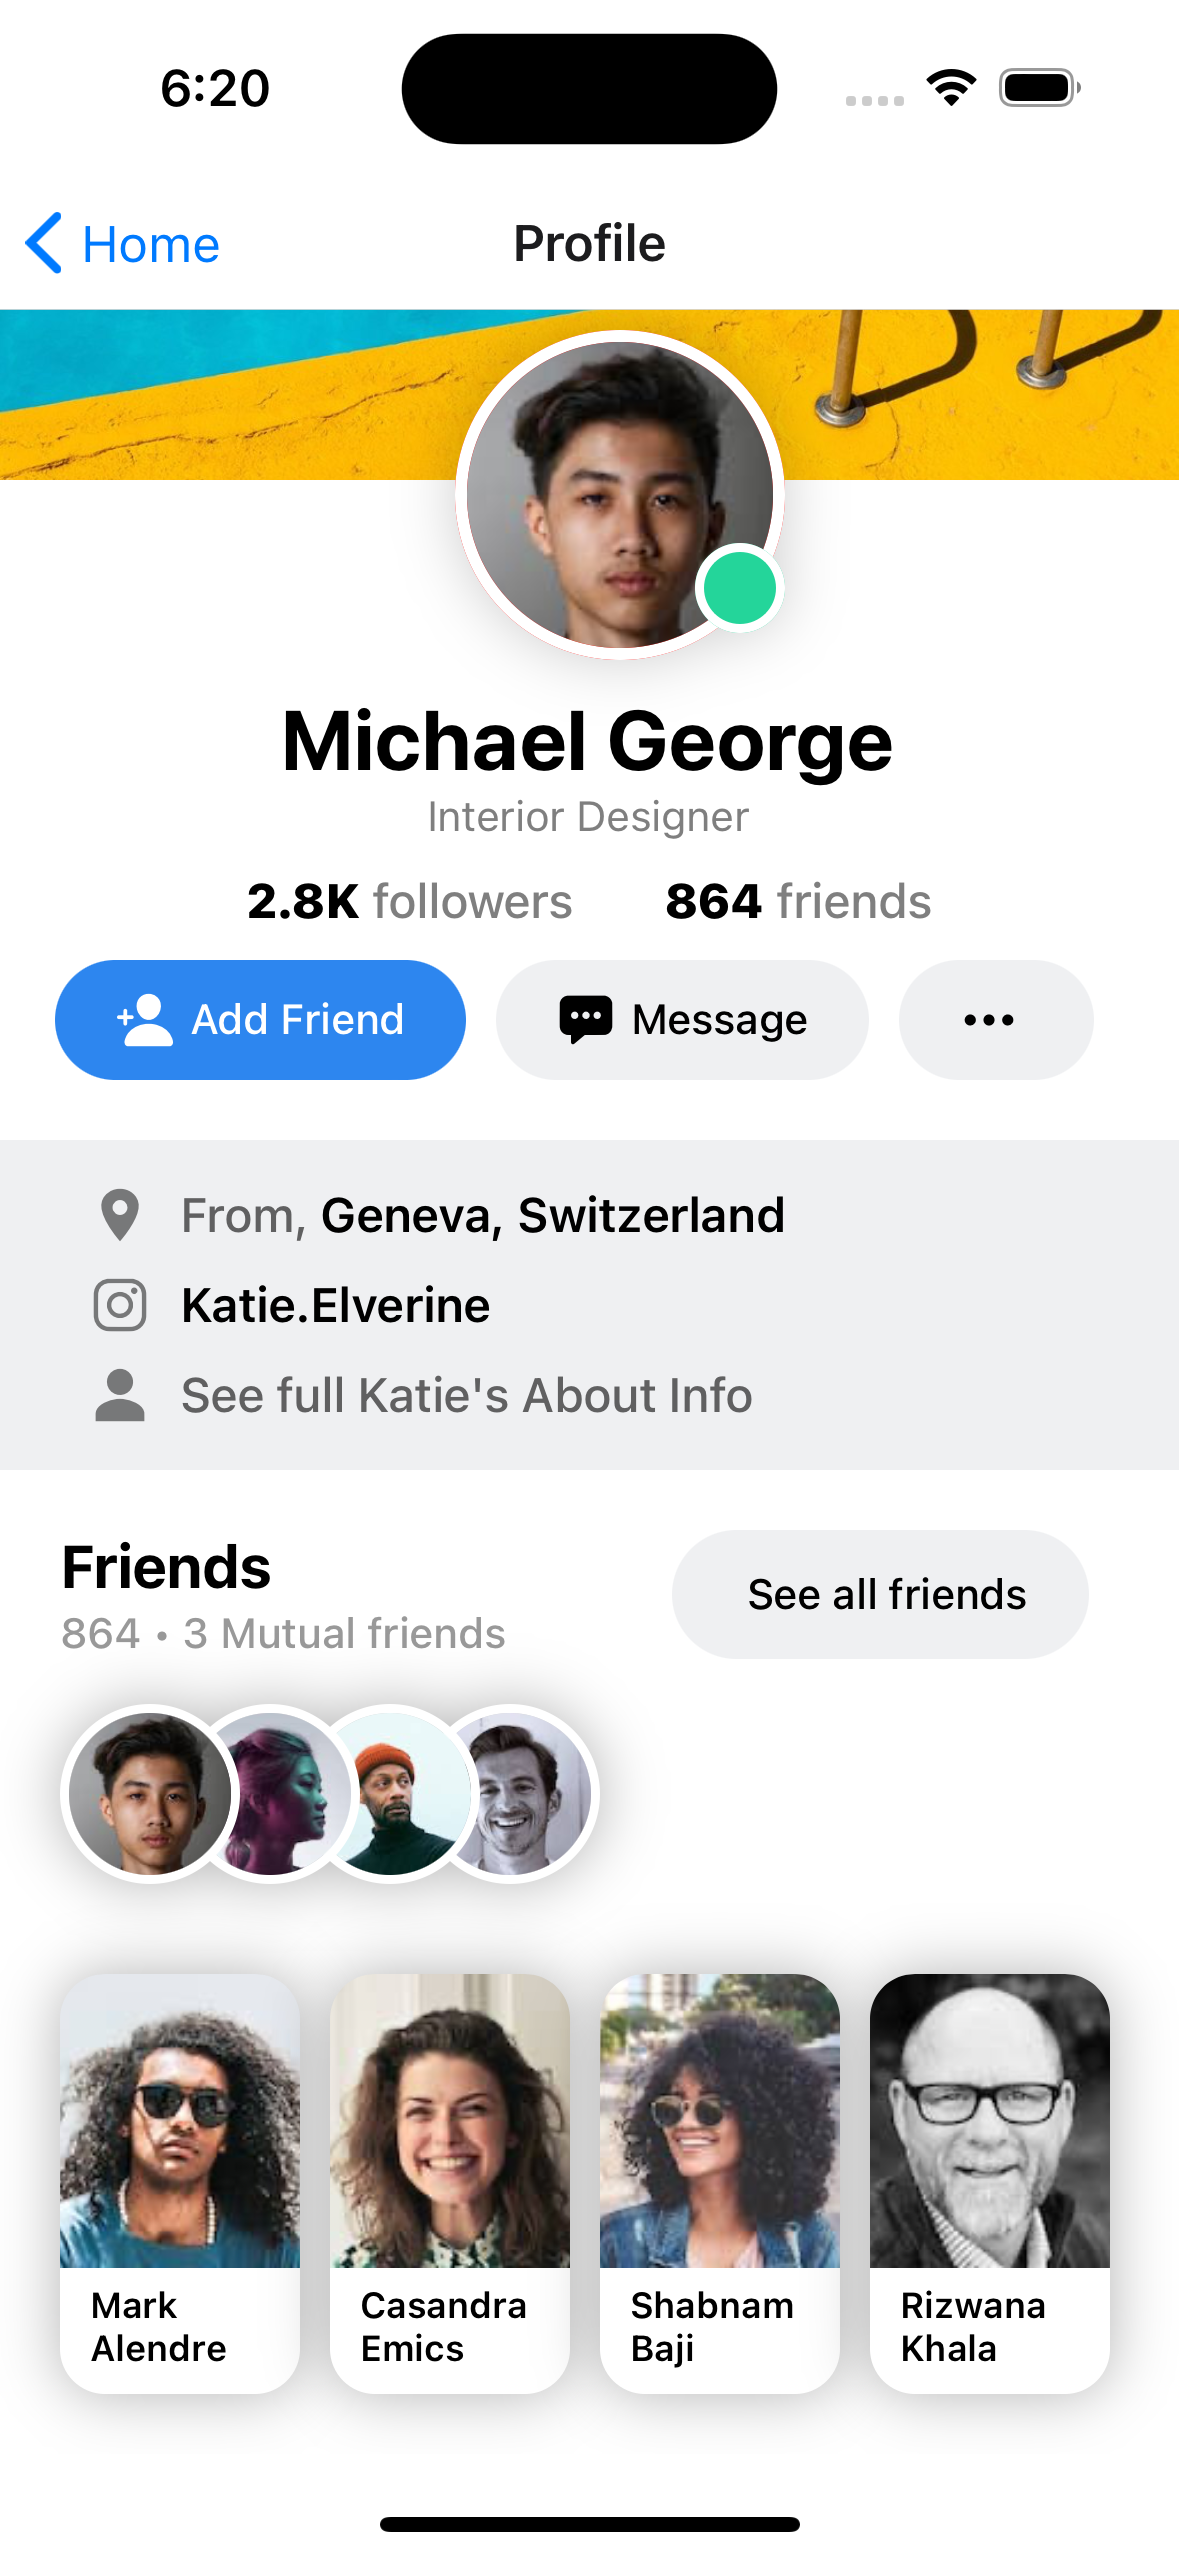 6:20
Home
Profile
Michael George
Interior Designer
2.8K followers 864 friends
Add Friend
Message
From, Geneva, Switzerland
Katie.Elverine
See full Katie's About Info
Friends
864 • 3 Mutual friends
See all friends
Mark
Alendre
Casandra
Emics
Shabnam
Baji
Rizwana
Khala